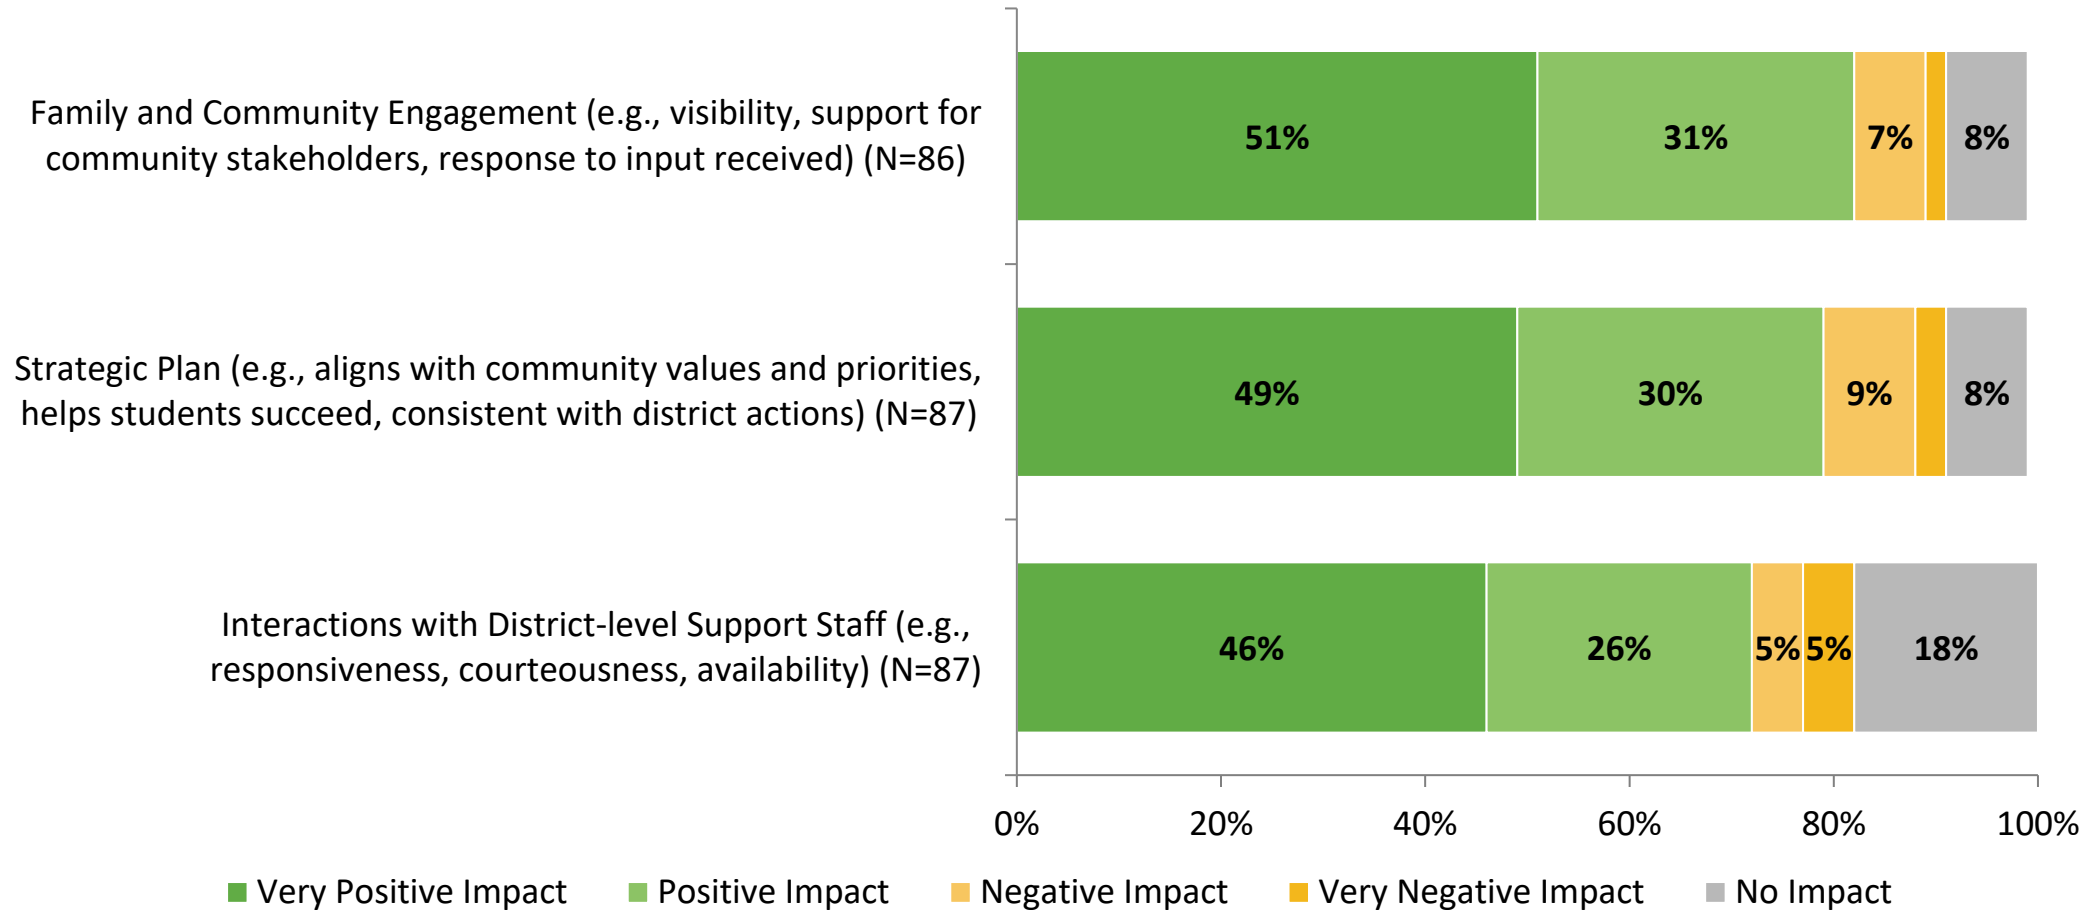 Family and Community Engagement (e.g., visibility, support for
community stakeholders, response to input received) (N=86)
51% 31% 7% 8%
Strategic Plan (e.g., aligns with community values and priorities,
helps students succeed, consistent with district actions) (N=87)
49% 30% 9% 8%
Interactions with District-level Support Staff (e.g.,
responsiveness, courteousness, availability) (N=87)
46% 26% 5% 5% 18%
0% 20% 40% 60% 80% 100%
Very Positive Impact Positive Impact Negative Impact Very Negative Impact No Impact